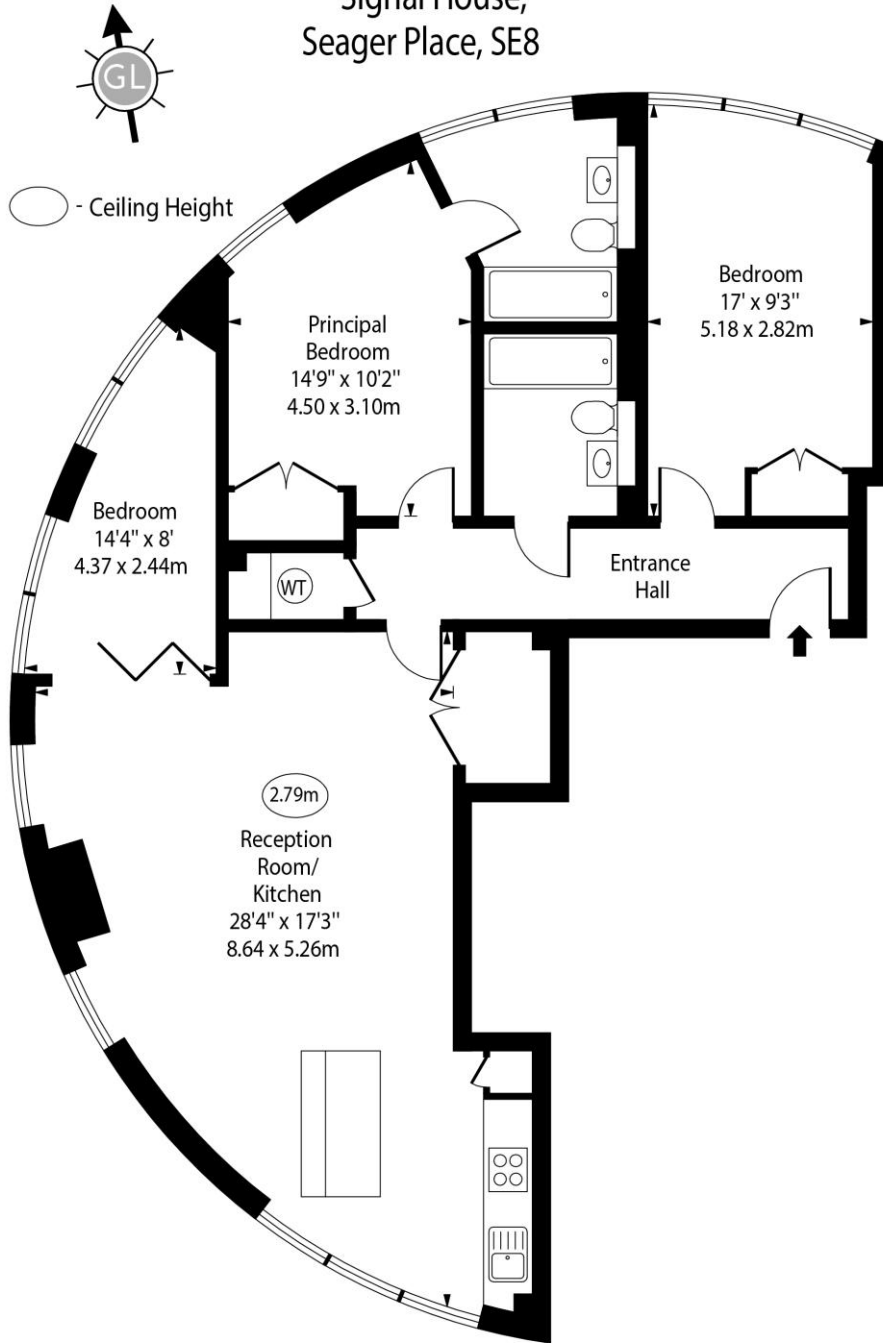 Signal House,
Seager Place, SE8
GL
- Ceiling Height
Principal
Bedroom
14'9" x 10'2"
4.50 x 3.10m
Bedroom
17' x 9'3"
5.18 x 2.82m
Bedroom
14'4" x 8'
4.37 x 2.44m
WT
Entrance
Hall
2.79m
Reception
Room/
Kitchen
28'4" x 17'3"
8.64 x 5.26m